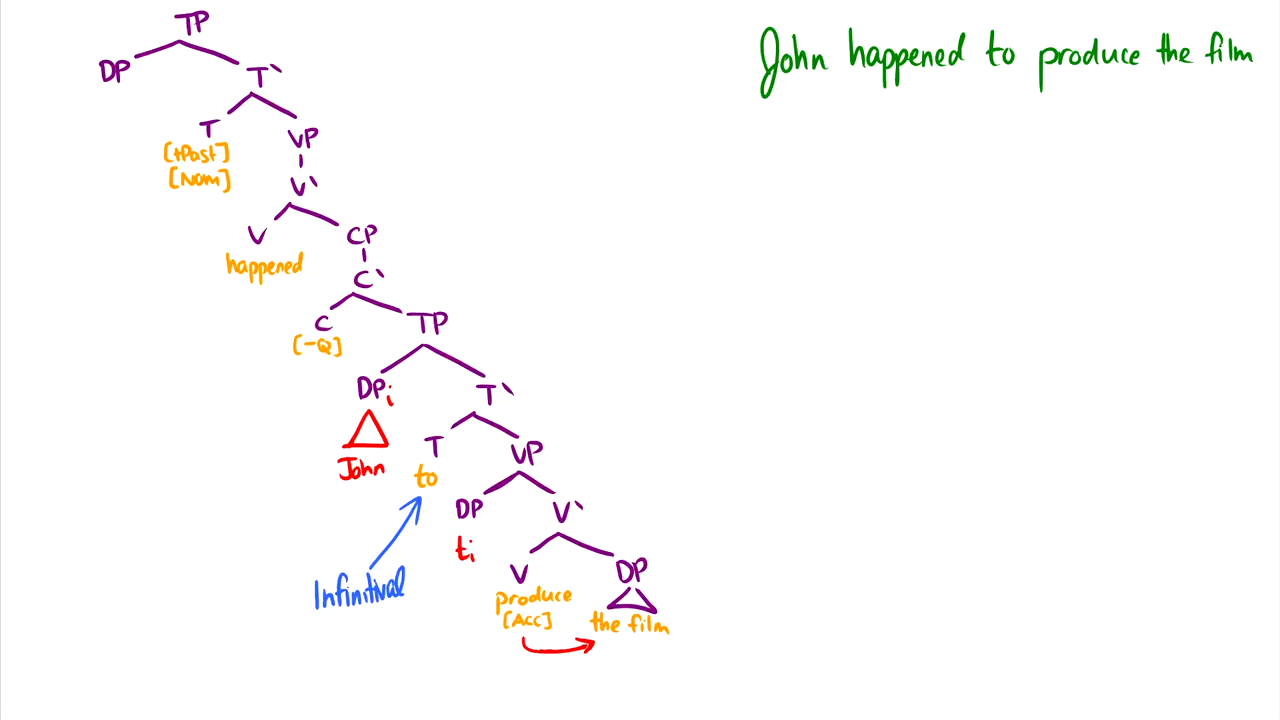 TP
John happened to produce the film
DP T`
T VP
[+Past]
[Nom]
V`
V CP
happened
C`
C TP
[-Q]
DPi T`
John
T VP
to
DP V`
ti
Infinitival
V DP
produce the film
[Acc]